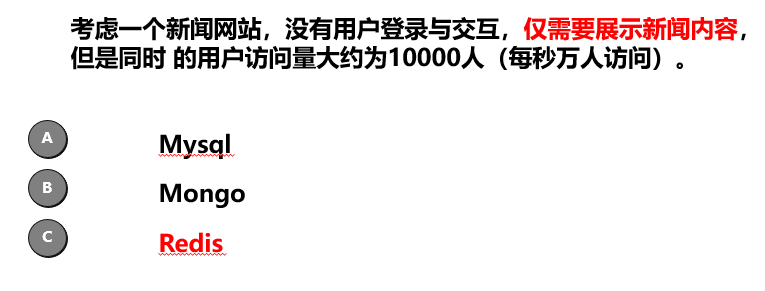 考虑一个新闻网站，没有用户登录与交互，仅需要展示新闻内容，
但是同时 的用户访问量大约为10000人（每秒万人访问）。
A Mysql
B Mongo
C Redis